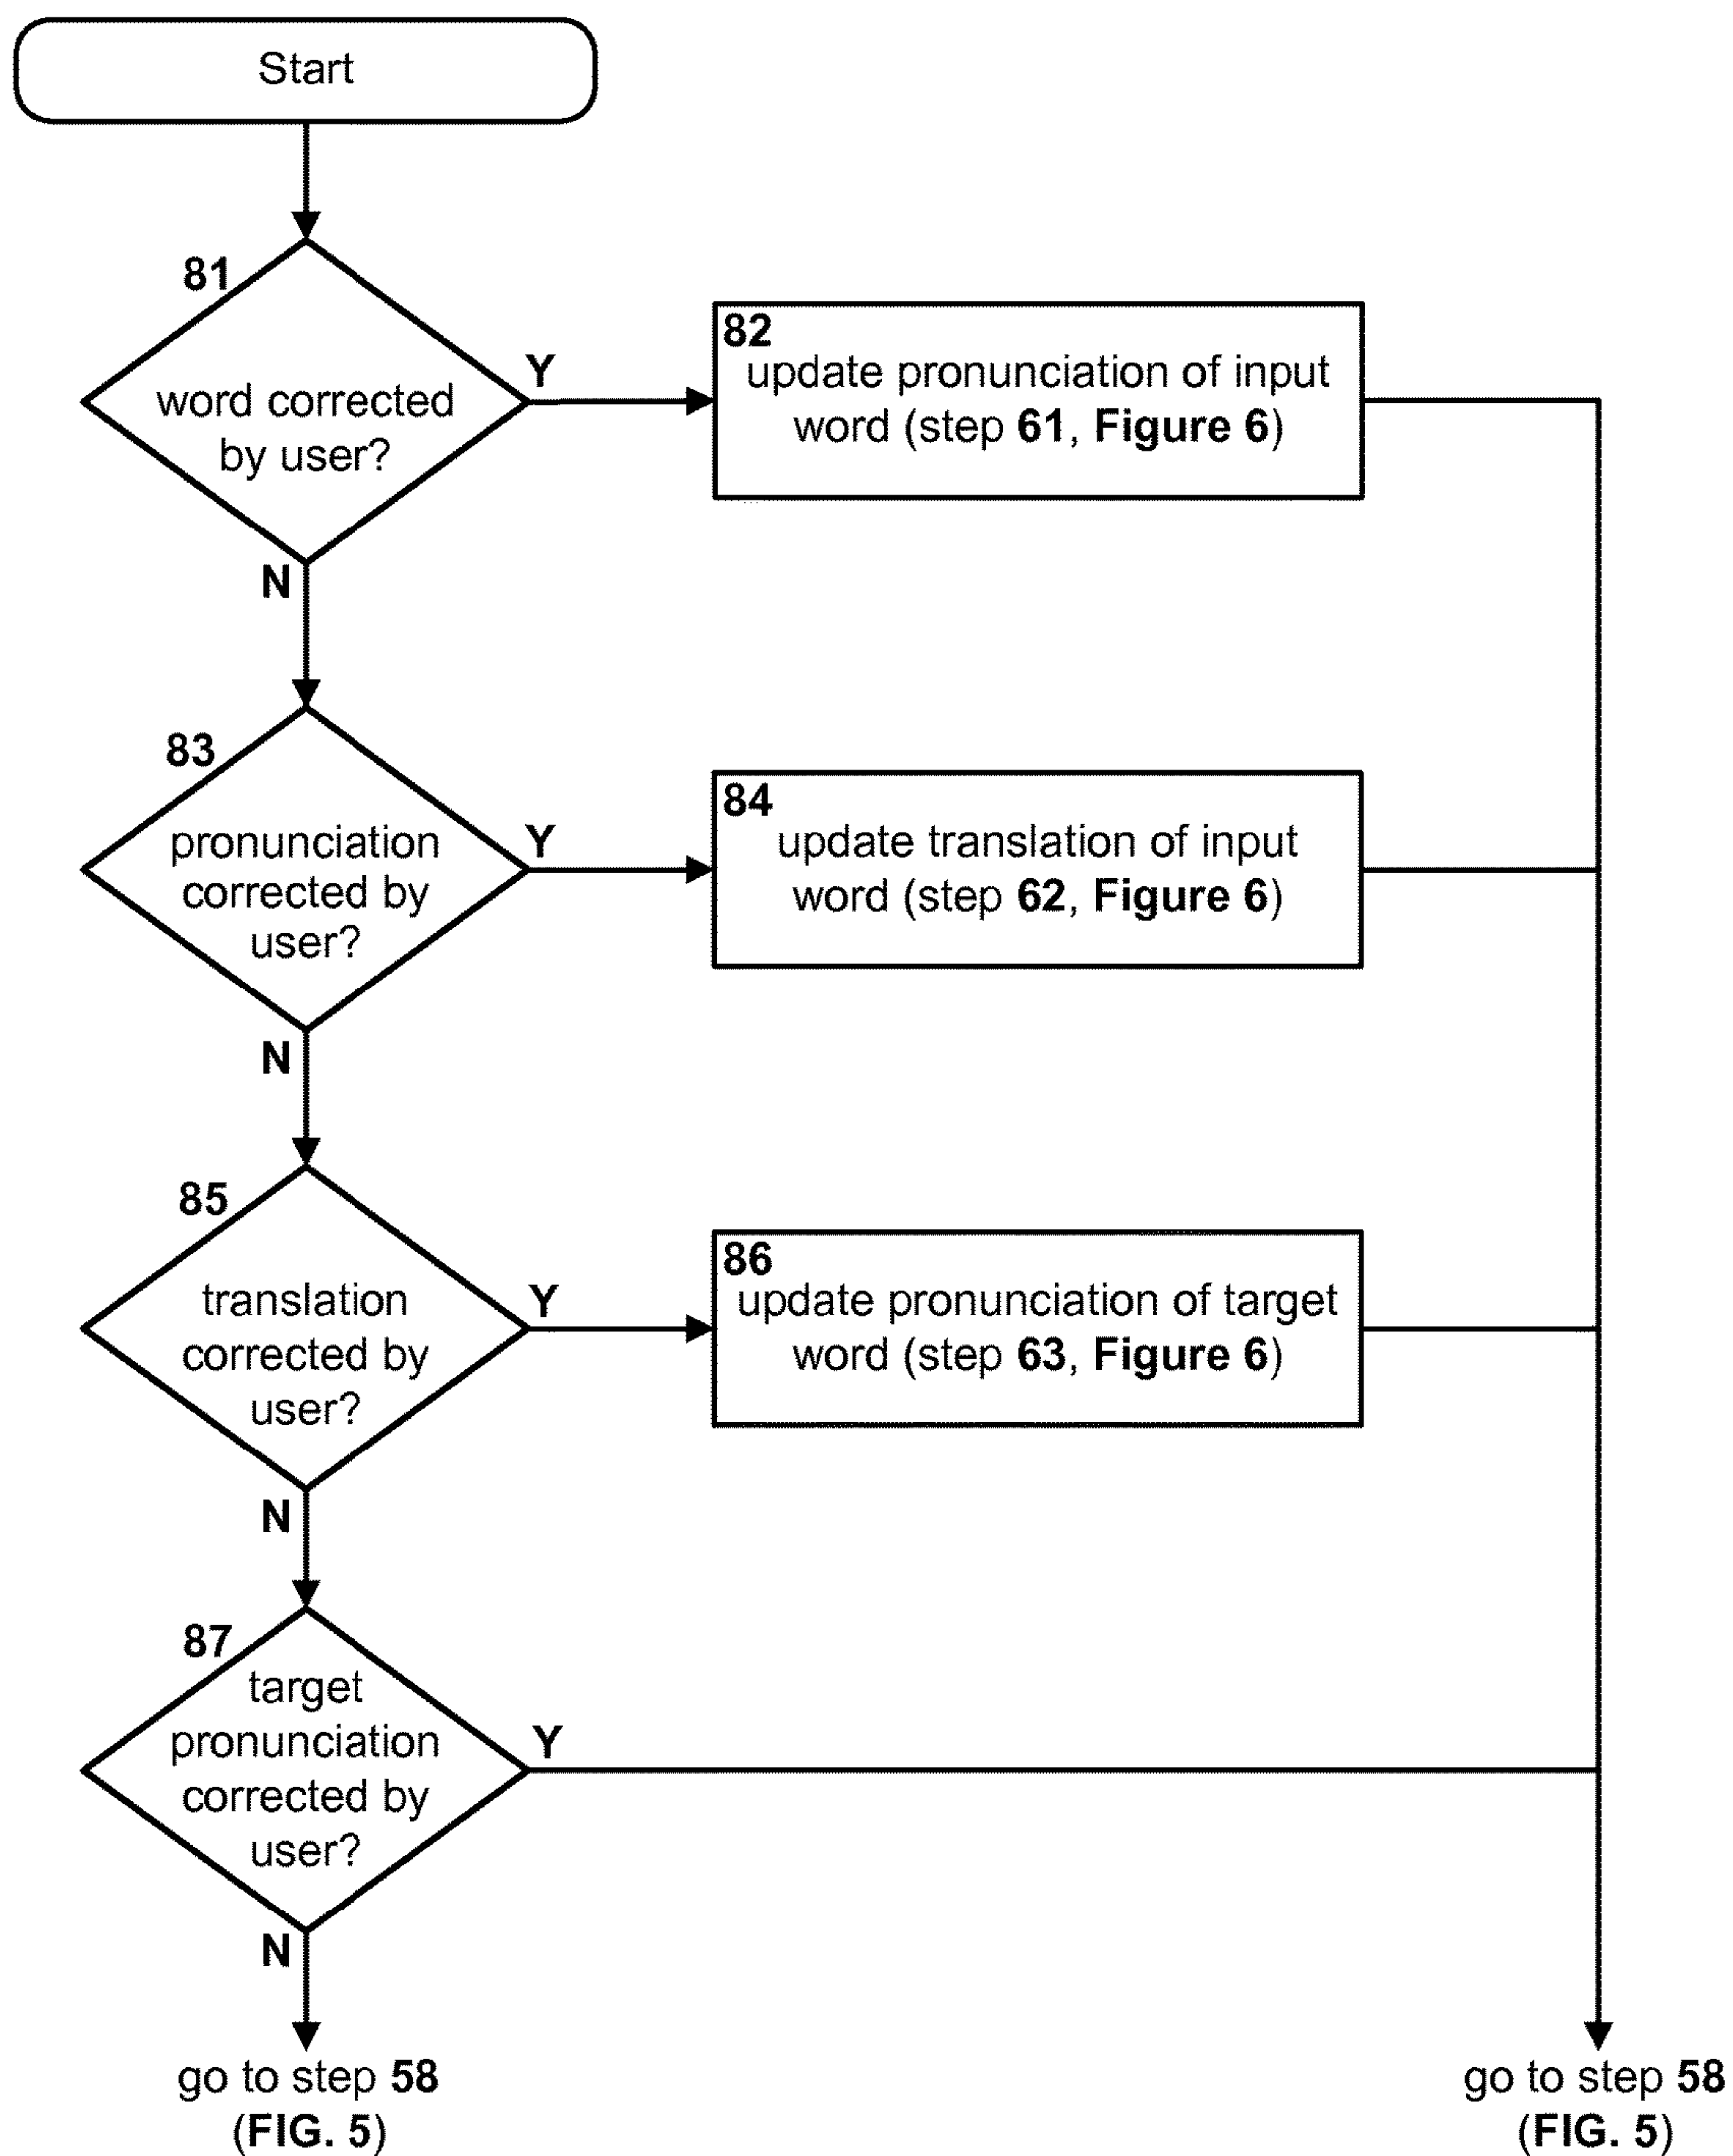 Start
81
word corrected
by user?
Y
82
update pronunciation of input
word (step 61, Figure 6)
N
83
pronunciation
corrected by
user?
Y
84
update translation of input
word (step 62, Figure 6)
N
85
translation
corrected by
user?
Y
86
update pronunciation of target
word (step 63, Figure 6)
N
87
target
pronunciation
corrected by
user?
Y
N
go to step 58
(FIG. 5)
go to step 58
(FIG. 5)